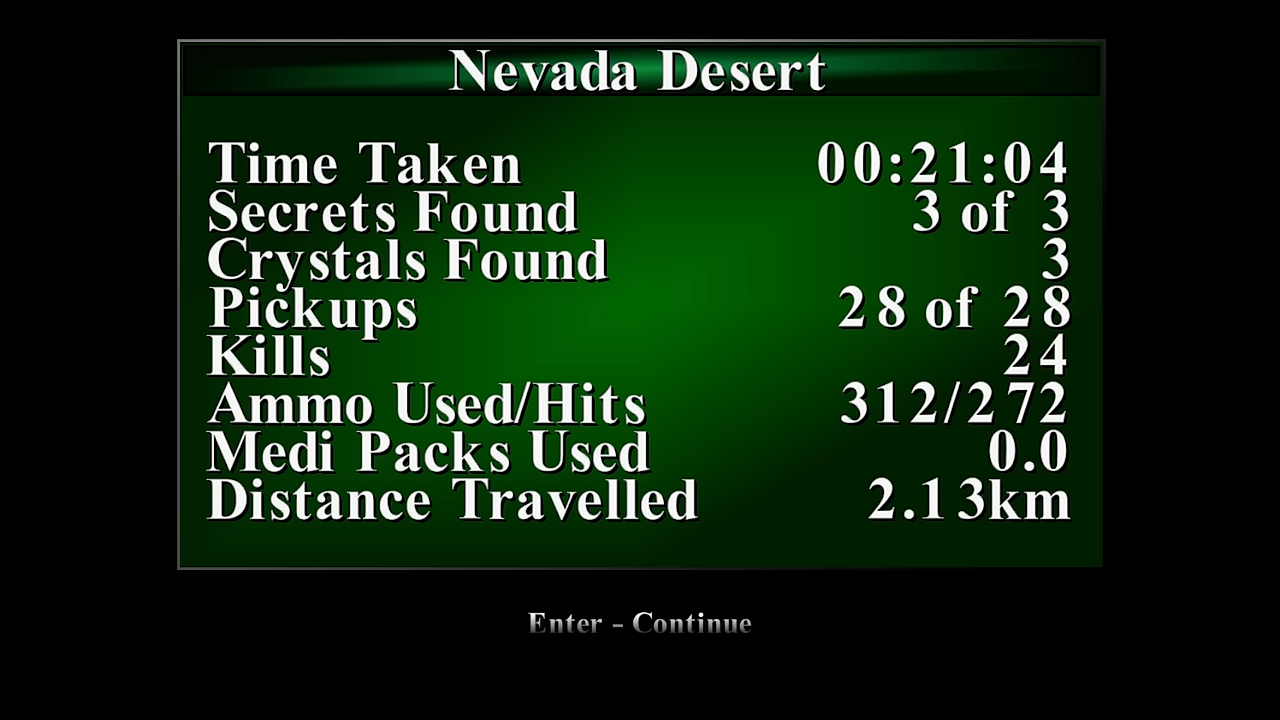 Nevada Desert
Time Taken 00:21:04
Secrets Found 3 of 3
Crystals Found 3
Pickups 28 of 28
Kills 24
Ammo Used/Hits 312/272
Medi Packs Used 0.0
Distance Travelled 2.13km
Enter - Continue